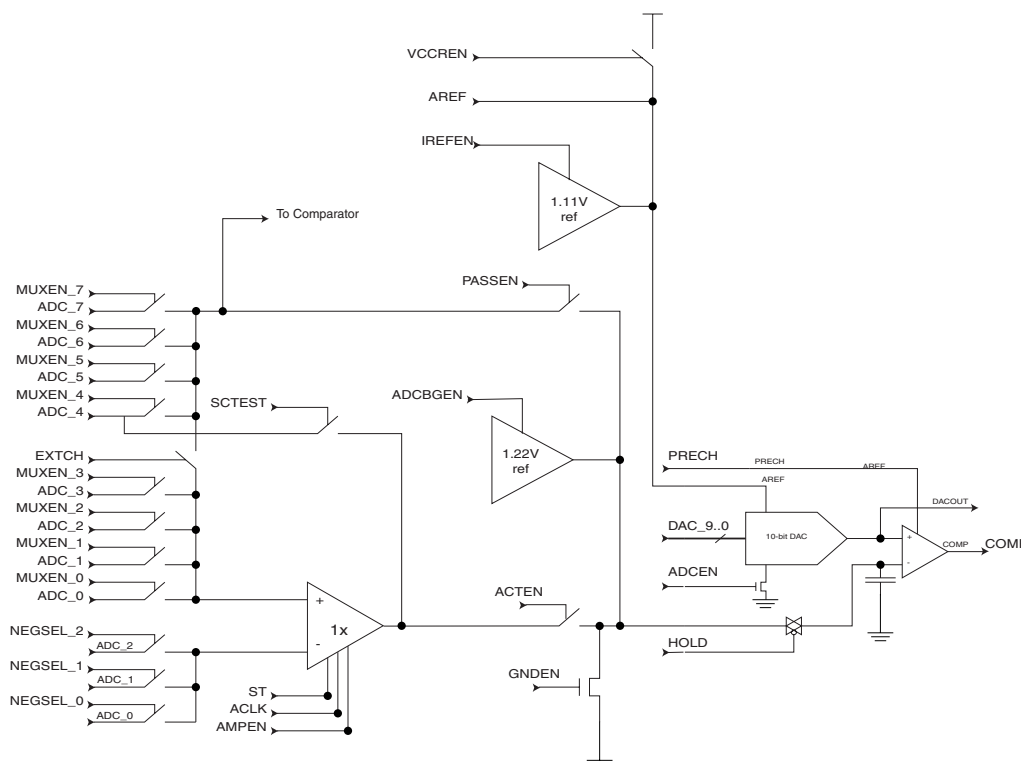 VCCREN
AREF
IREFEN
1.11V
ref
To Comparator
PASSEN
MUXEN_7
ADC_7
MUXEN_6
ADC_6
MUXEN_5
ADC_5
MUXEN_4
ADC_4
SCTEST
ADCBGEN
1.22V
ref
EXTCH
MUXEN_3
ADC_3
MUXEN_2
ADC_2
MUXEN_1
ADC_1
MUXEN_0
ADC_0
PRECH
PRECH
AREF
AREF
DACOUT
DAC_9..0
10-bit DAC
+
-
COMP
COM
ADCEN
ACTEN
+
1x
-
NEGSEL_2
ADC_2
NEGSEL_1
ADC_1
NEGSEL_0
ADC_0
HOLD
GNDEN
ST
ACLK
AMPEN